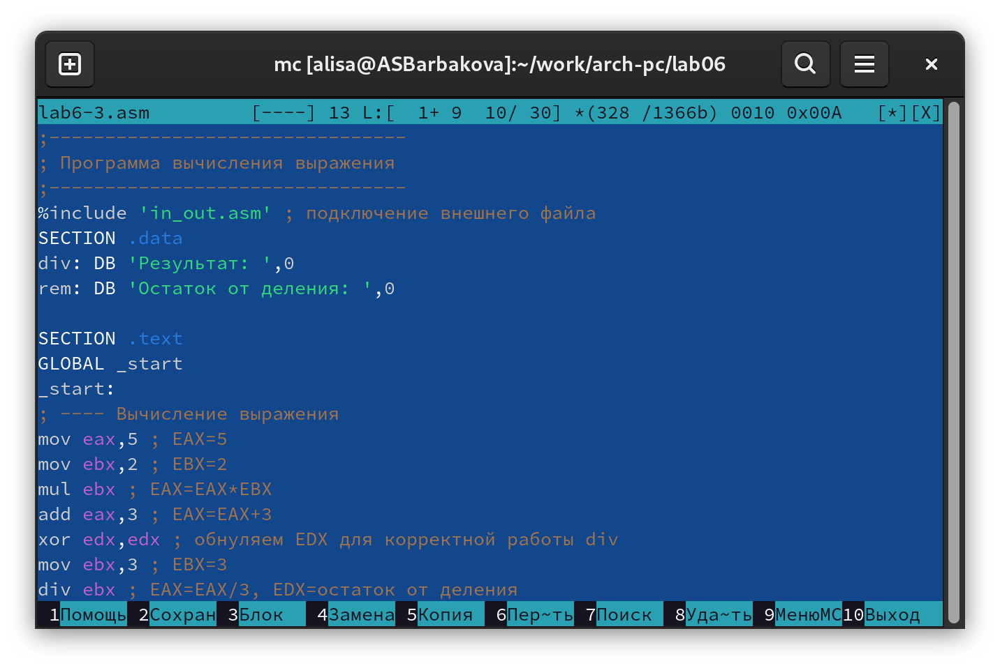 mc [alisa@ASBarbakova]:~/work/arch-pc/lab06
lab6-3.asm         [----] 13 L:[  1+ 9  10/ 30] *(328 /1366b) 0010 0x00A   [*][X]
;--------------------------------
; Программа вычисления выражения
;--------------------------------
%include 'in_out.asm' ; подключение внешнего файла
SECTION .data
div: DB 'Результат: ',0
rem: DB 'Остаток от деления: ',0
SECTION .text
GLOBAL _start
_start:
; ---- Вычисление выражения
mov eax,5 ; EAX=5
mov ebx,2 ; EBX=2
mul ebx ; EAX=EAX*EBX
add eax,3 ; EAX=EAX+3
xor edx,edx ; обнуляем EDX для корректной работы div
mov ebx,3 ; EBX=3
div ebx ; EAX=EAX/3, EDX=остаток от деления
1Помощь 2Сохран 3Блок 4Замена 5Копия 6Пер~ть 7Поиск 8Уда~ть 9МенюMC 10Выход